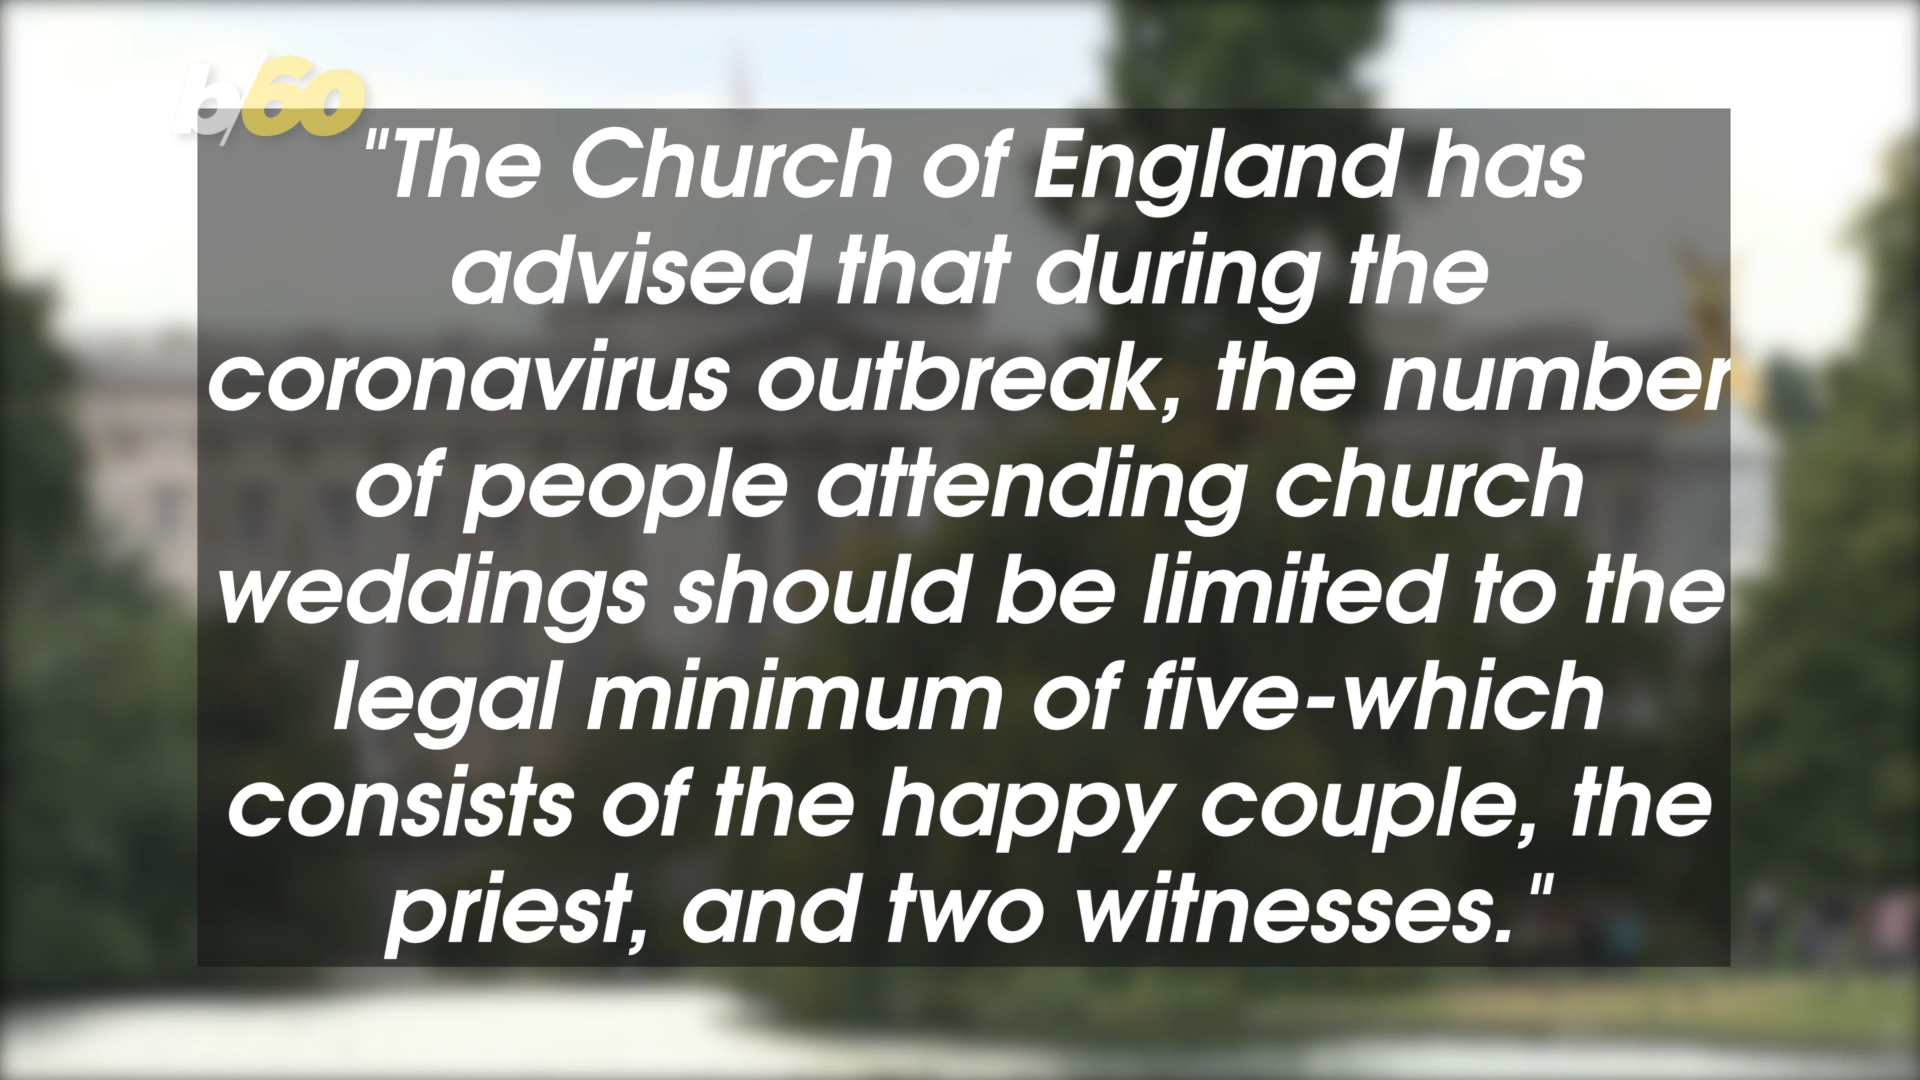 b/60
"The Church of England has
advised that during the
coronavirus outbreak, the number
of people attending church
weddings should be limited to the
legal minimum of five-which
consists of the happy couple, the
priest, and two witnesses."